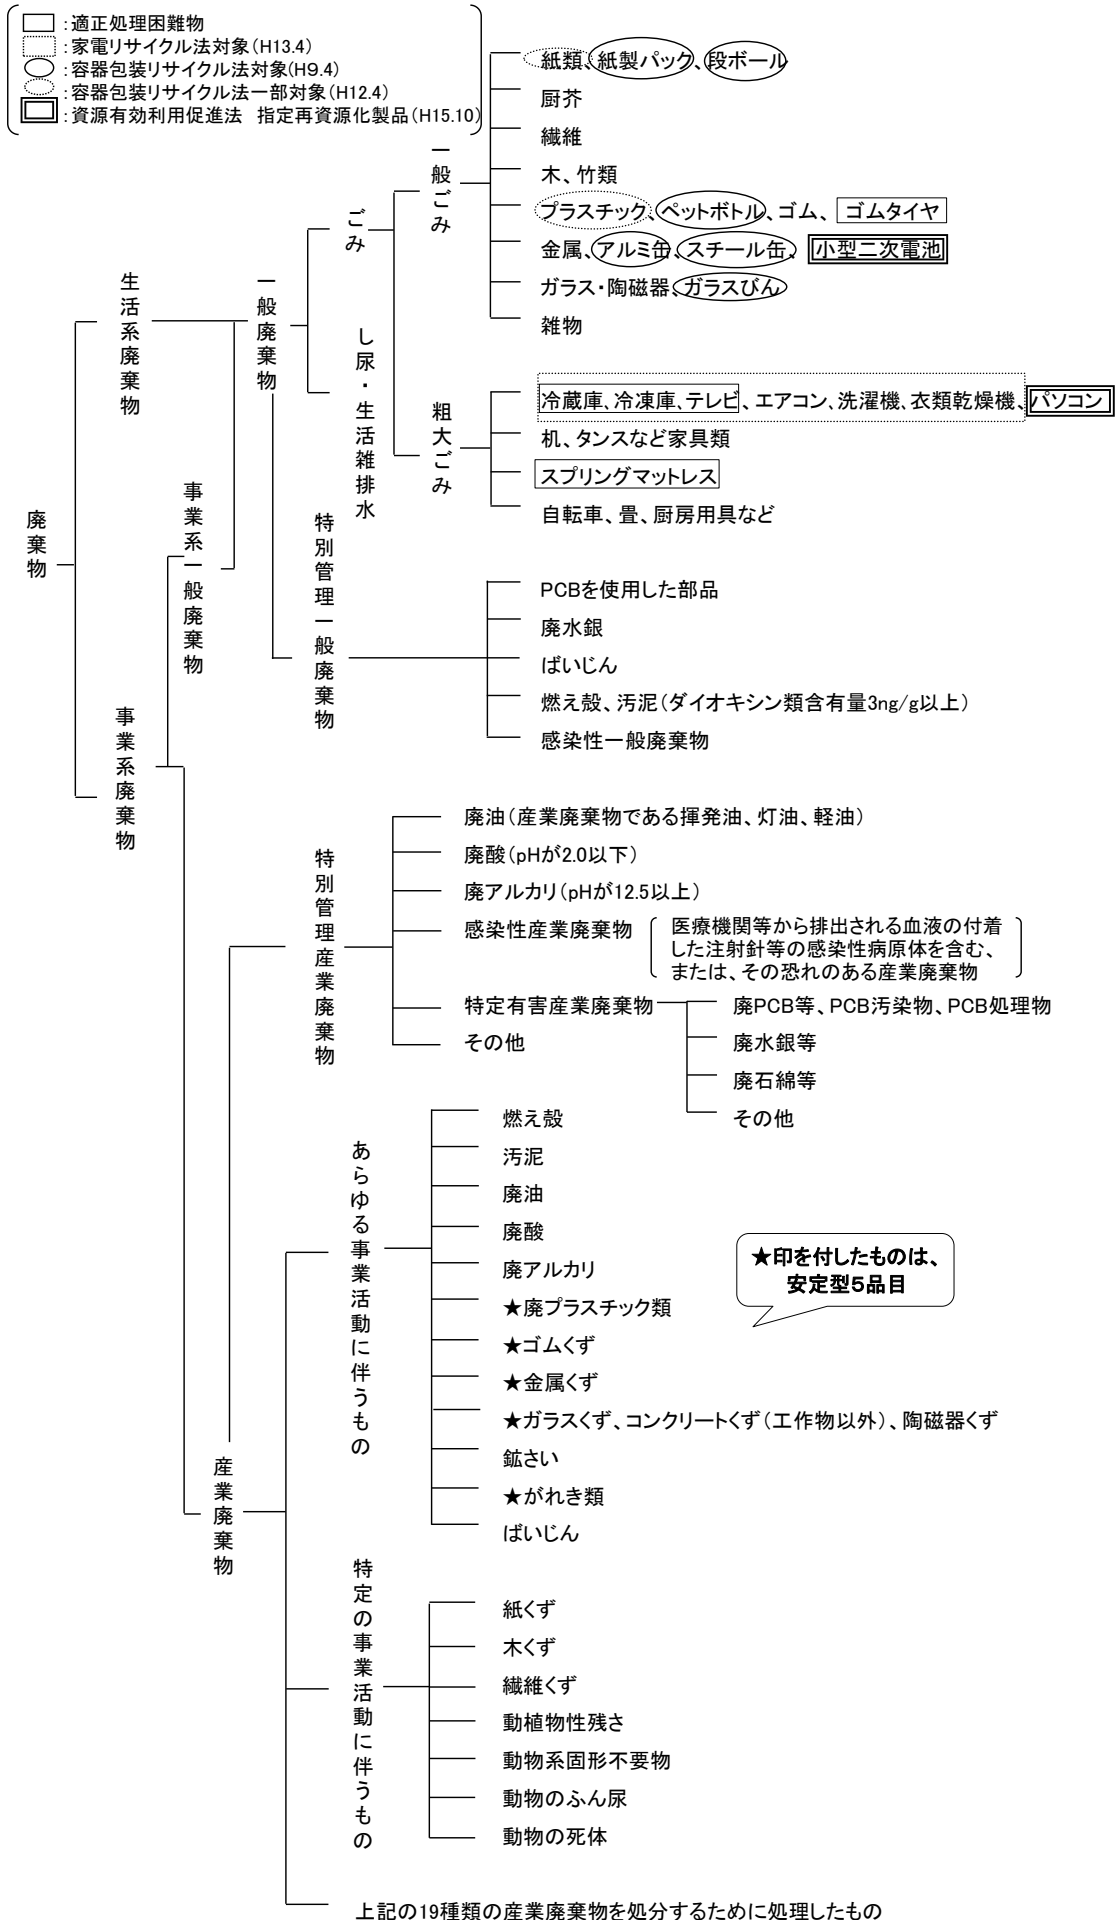 :適正処理困難物
:家電リサイクル法対象(H13.4)
:容器包装リサイクル法対象(H9.4)
:容器包装リサイクル法一部対象(H12.4)
:資源有効利用促進法 指定再資源化製品(H15.10)
廃棄物
生活系廃棄物
事業系廃棄物
事業系一般廃棄物
一般廃棄物
ごみ
し尿・生活雑排水
一般ごみ
紙類、紙製パック、段ボール
厨芥
繊維
木、竹類
プラスチック、ペットボトル、ゴム、ゴムタイヤ
金属、アルミ缶、スチール缶、小型二次電池
ガラス・陶磁器、ガラスびん
雑物
粗大ごみ
冷蔵庫、冷凍庫、テレビ、エアコン、洗濯機、衣類乾燥機、パソコン
机、タンスなど家具類
スプリングマットレス
自転車、畳、厨房用具など
特別管理一般廃棄物
PCBを使用した部品
廃水銀
ばいじん
燃え殻、汚泥(ダイオキシン類含有量3ng/g以上)
感染性一般廃棄物
産業廃棄物
特別管理産業廃棄物
廃油(産業廃棄物である揮発油、灯油、軽油)
廃酸(pHが2.0以下)
廃アルカリ(pHが12.5以上)
感染性産業廃棄物
医療機関等から排出される血液の付着
した注射針等の感染性病原体を含む、
または、その恐れのある産業廃棄物
特定有害産業廃棄物
廃PCB等、PCB汚染物、PCB処理物
廃水銀等
廃石綿等
その他
その他
あらゆる事業活動に伴うもの
燃え殻
汚泥
廃油
廃酸
廃アルカリ
★廃プラスチック類
★ゴムくず
★金属くず
★ガラスくず、コンクリートくず(工作物以外)、陶磁器くず
鉱さい
★がれき類
ばいじん
★印を付したものは、
安定型5品目
特定の事業活動に伴うもの
紙くず
木くず
繊維くず
動植物性残さ
動物系固形不要物
動物のふん尿
動物の死体
上記の19種類の産業廃棄物を処分するために処理したもの